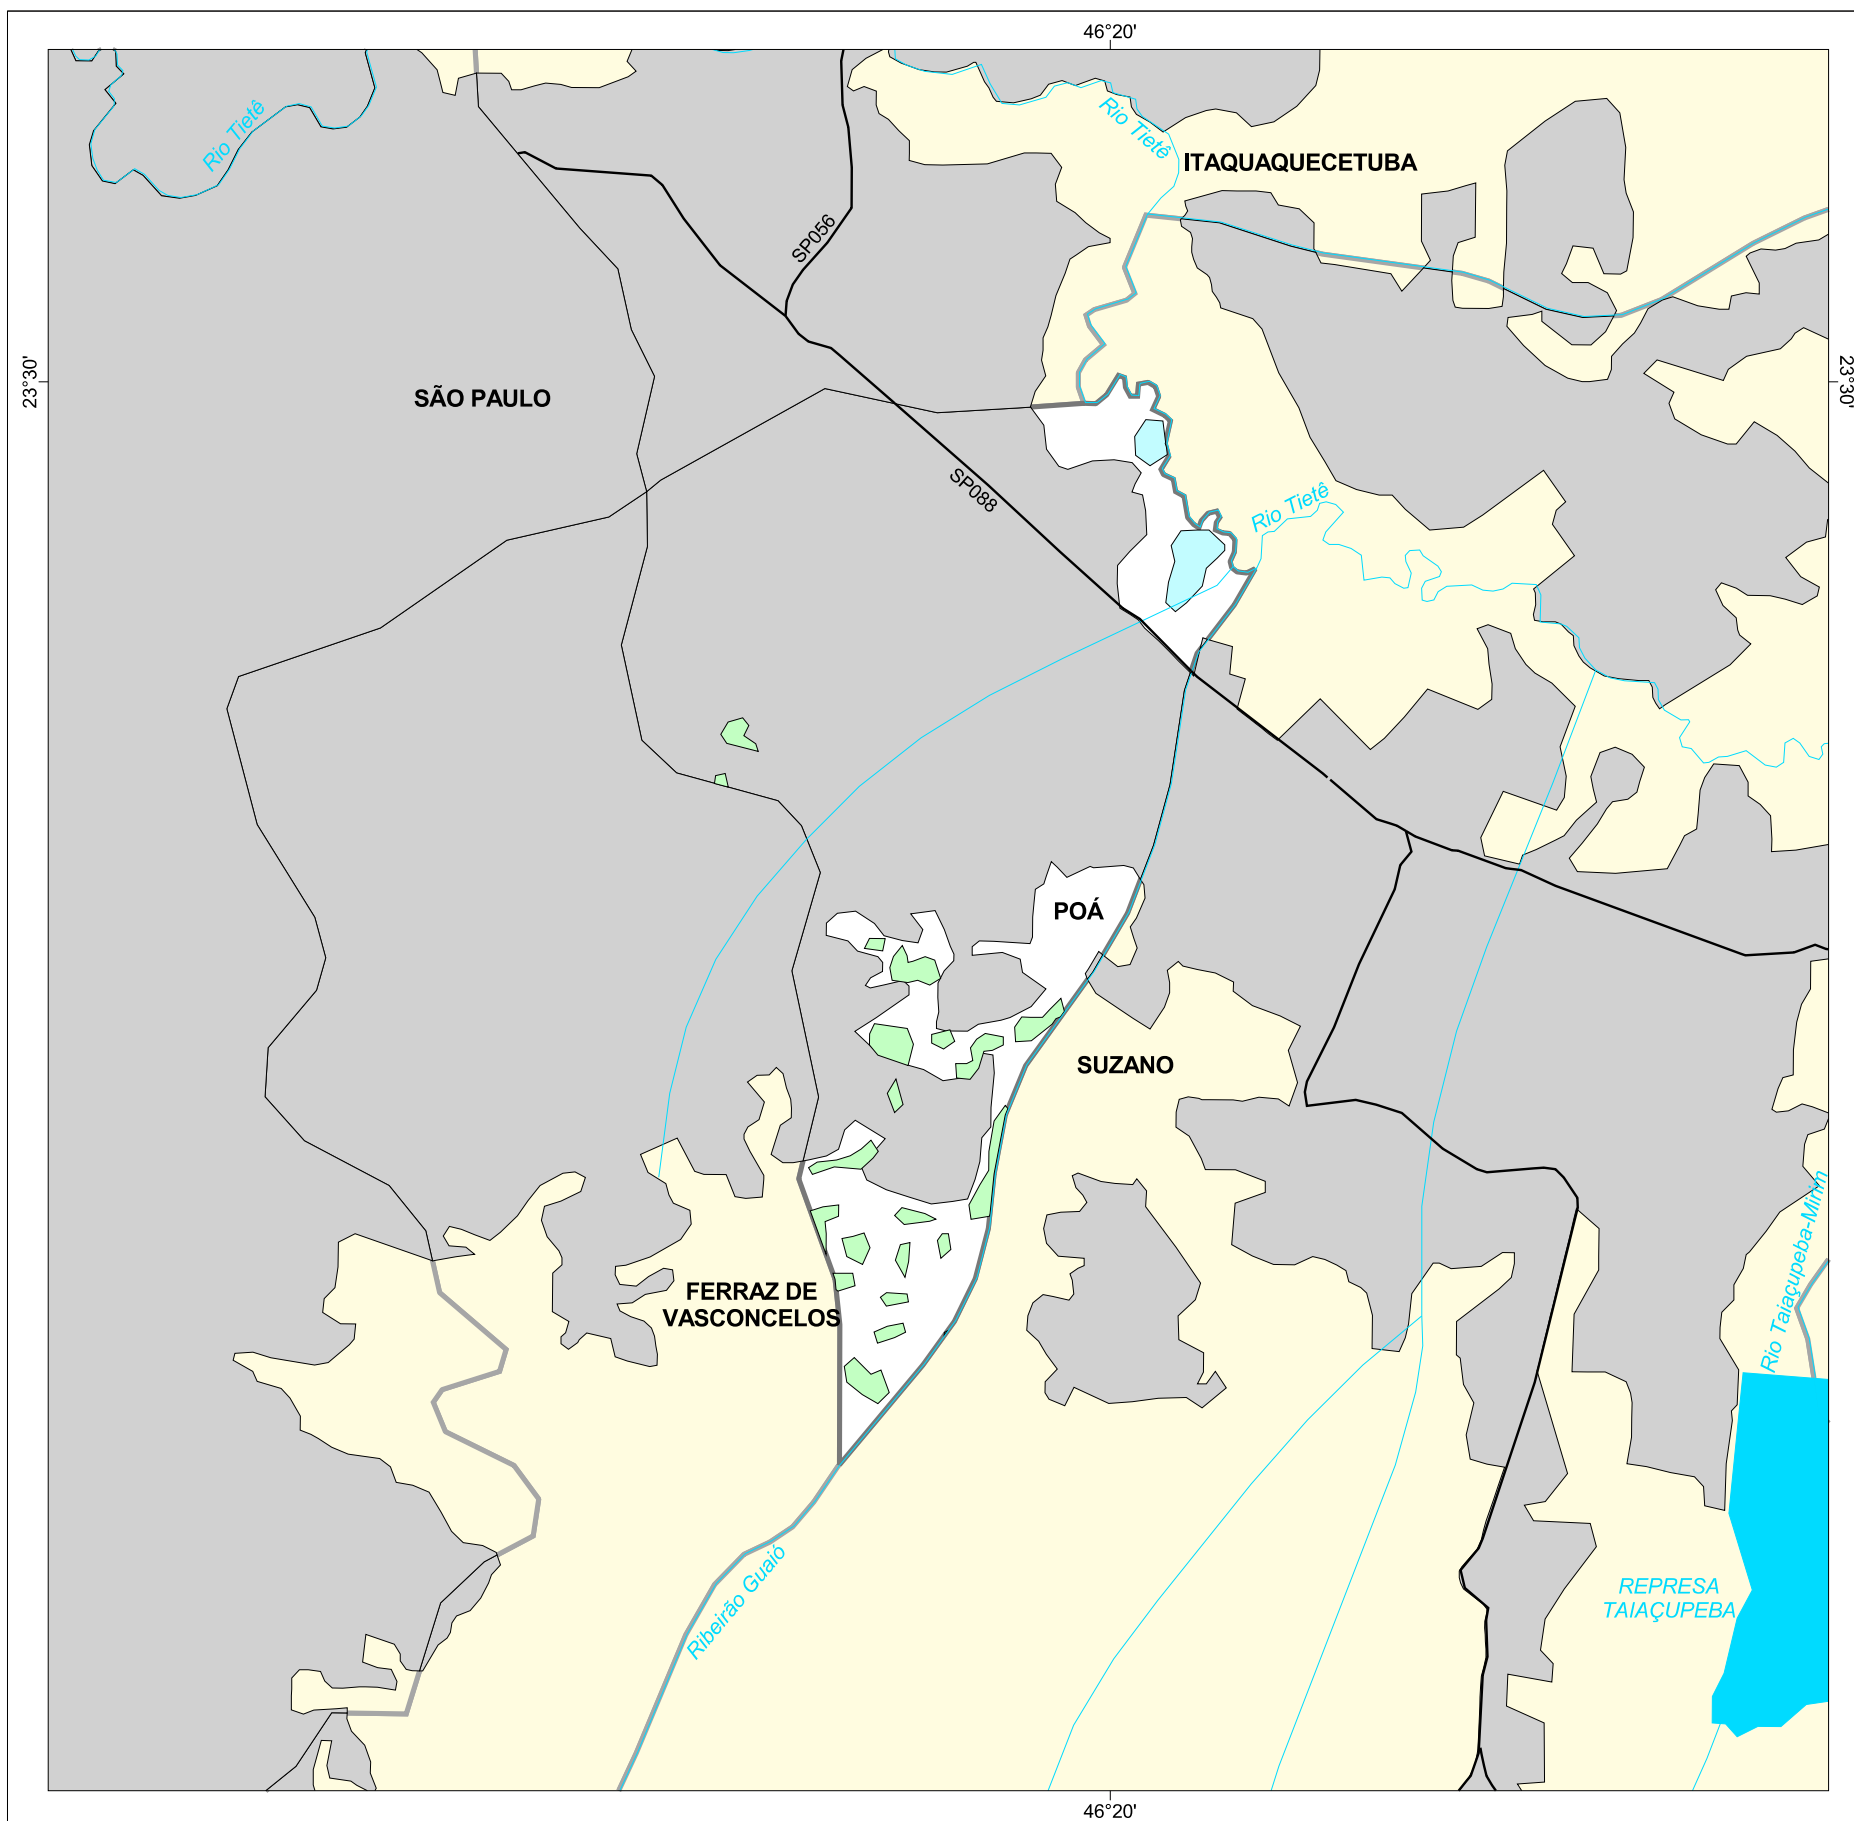 46°20'
Rio Tietê
Rio Tietê
ITAQUAQUECETUBA
SP056
23°30'
23°30'
SÃO PAULO
SP088
Rio Tietê
POÁ
SUZANO
Rio Taiaçupeba-Mirim
FERRAZ DE
VASCONCELOS
Ribeirão Guaió
REPRESA
TAIAÇUPEBA
46°20'